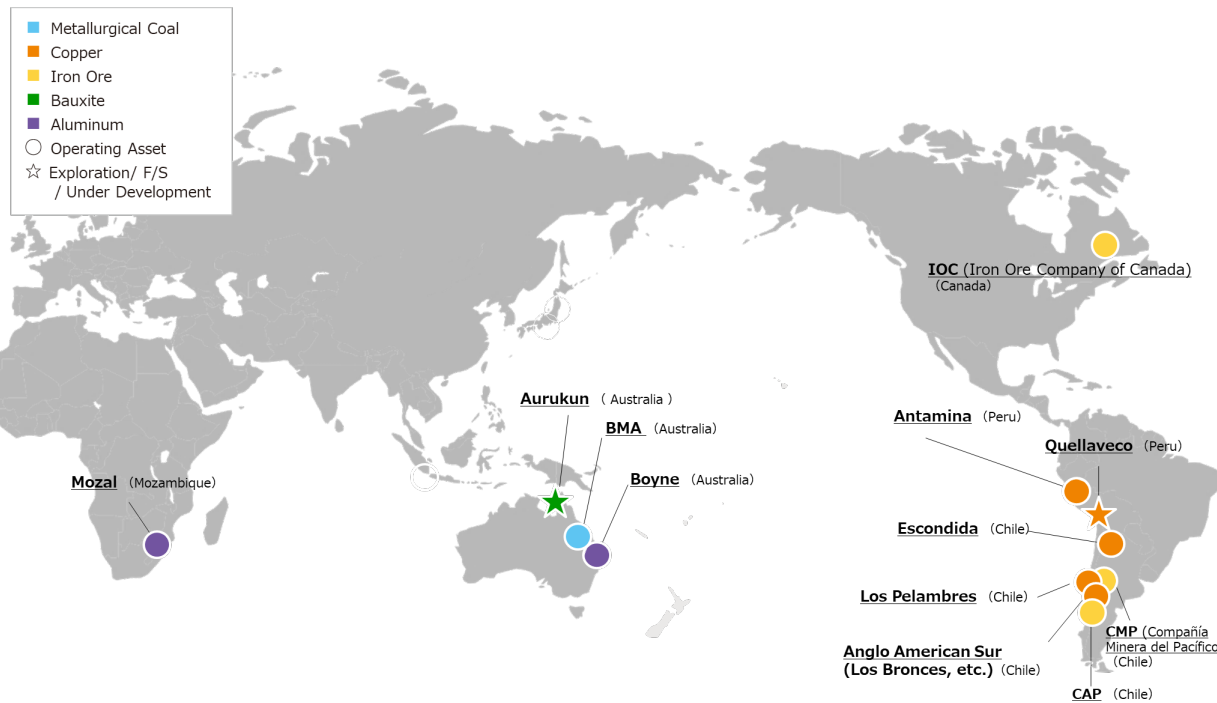 Metallurgical Coal
Copper
Iron Ore
Bauxite
Aluminum
Operating Asset
Exploration/ F/S
/ Under Development
IOC (Iron Ore Company of Canada)
（Canada）
Aurukun （ Australia ）
BMA （Australia）
Boyne （Australia）
Mozal （Mozambique）
Antamina （Peru）
Quellaveco （Peru）
Escondida （Chile）
Los Pelambres （Chile）
Anglo American Sur
(Los Bronces, etc.) （Chile）
CMP (Compañía
Minera del Pacífico
（Chile）
CAP （Chile）